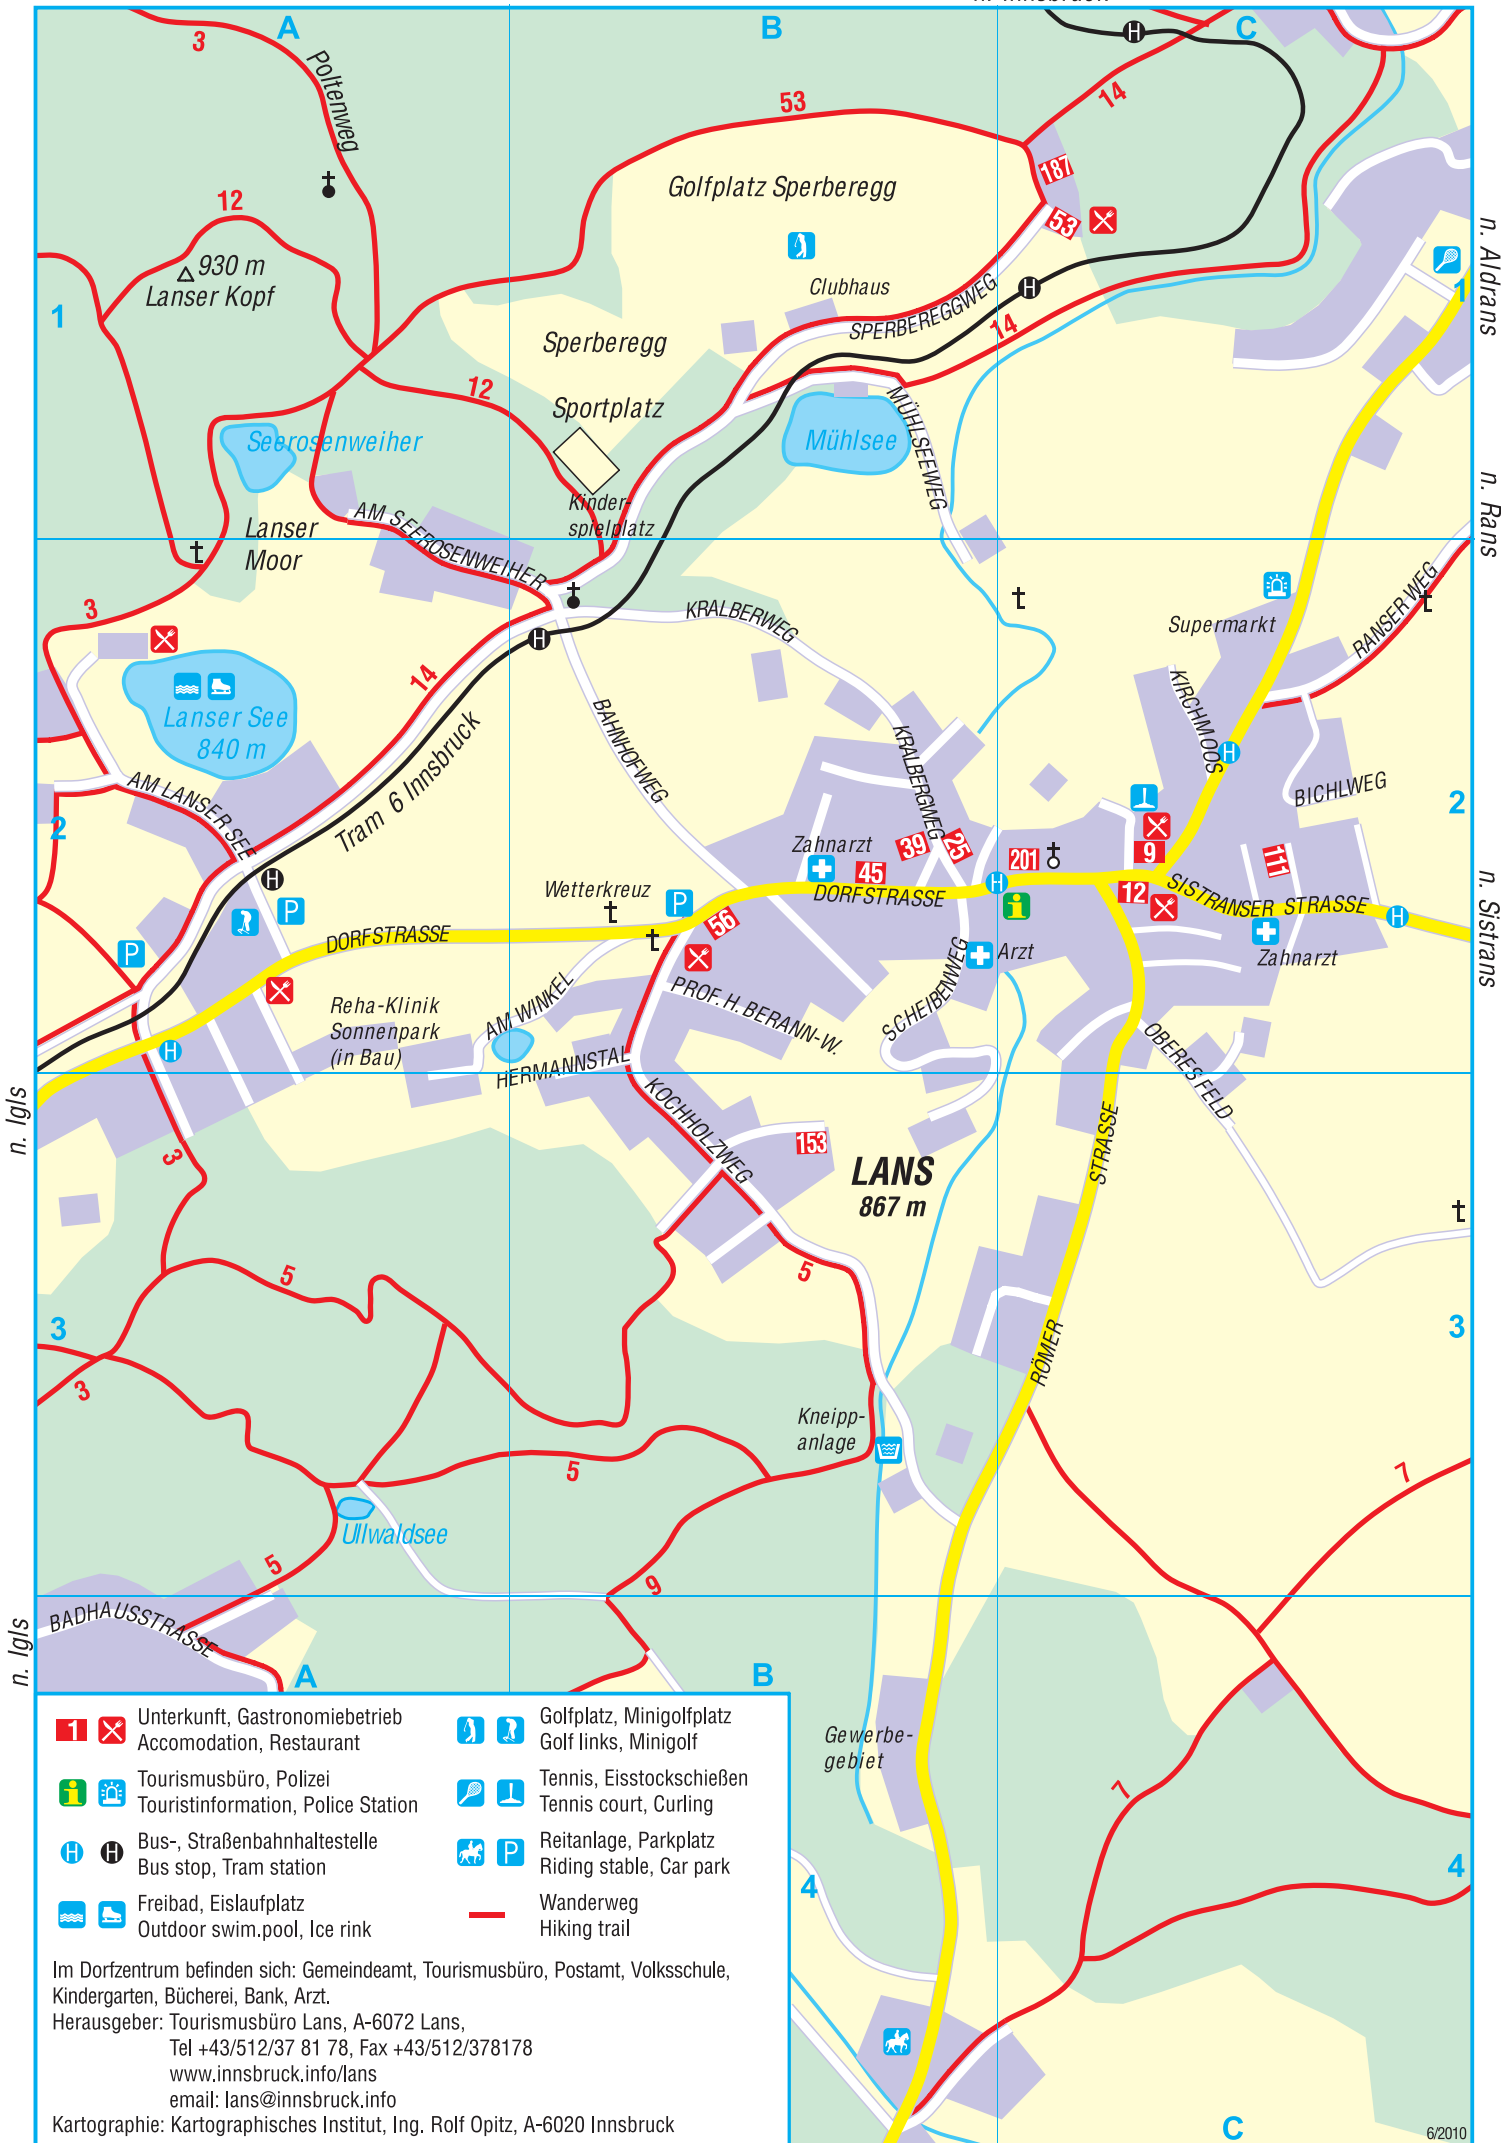 n. Innsbruck
A
B
C
3
Poltenweg
53
14
187
12
Golfplatz Sperberegg
53
n. Aldrans
930 m
Lanser Kopf
Clubhaus
1
SPERBEREGGWEG
14
1
Sperberegg
12
Sportplatz
MÜHLSEEWEG
Seerosenweiher
Mühlsee
n. Rans
Kinder-
spielplatz
AM SEEROSENWEIHER
Lanser
Moor
3
KRALBERWEG
Supermarkt
RANSER WEG
14
KIRCHMOOS
Lanser See
840 m
BAHNHOFWEG
KRALBERGWEG
Tram 6 Innsbruck
AM LANSER SEE
BICHLWEG
2
2
Zahnarzt
39
25
201
9
111
45
DORFSTRASSE
12
SISTRANSER STRASSE
Wetterkreuz
56
n. Sistrans
DORFSTRASSE
Arzt
Zahnarzt
SCHEIBENWEG
Reha-Klinik
Sonnenpark
(in Bau)
AM WINKEL
PROF. H. BERANN-W.
HERMANNSTAL
OBERES FELD
n. Igls
KOCHHOLZWEG
3
153
STRASSE
LANS
867 m
5
5
3
3
RÖMER
3
Kneipp-
anlage
5
7
Ullwaldsee
5
9
BADHAUSSTRASSE
n. Igls
A
B
Gewerbe-
gebiet
7
4
4
1
Unterkunft, Gastronomiebetrieb
Accomodation, Restaurant
Tourismusbüro, Polizei
Touristinformation, Police Station
H H
Bus-, Straßenbahnhaltestelle
Bus stop, Tram station
Freibad, Eislaufplatz
Outdoor swim.pool, Ice rink
Golfplatz, Minigolfplatz
Golf links, Minigolf
Tennis, Eisstockschießen
Tennis court, Curling
P
Reitanlage, Parkplatz
Riding stable, Car park
Wanderweg
Hiking trail
Im Dorfzentrum befinden sich: Gemeindeamt, Tourismusbüro, Postamt, Volksschule,
Kindergarten, Bücherei, Bank, Arzt.
Herausgeber: Tourismusbüro Lans, A-6072 Lans,
Tel +43/512/37 81 78, Fax +43/512/378178
www.innsbruck.info/lans
email: lans@innsbruck.info
Kartographie: Kartographisches Institut, Ing. Rolf Opitz, A-6020 Innsbruck
C
6/2010